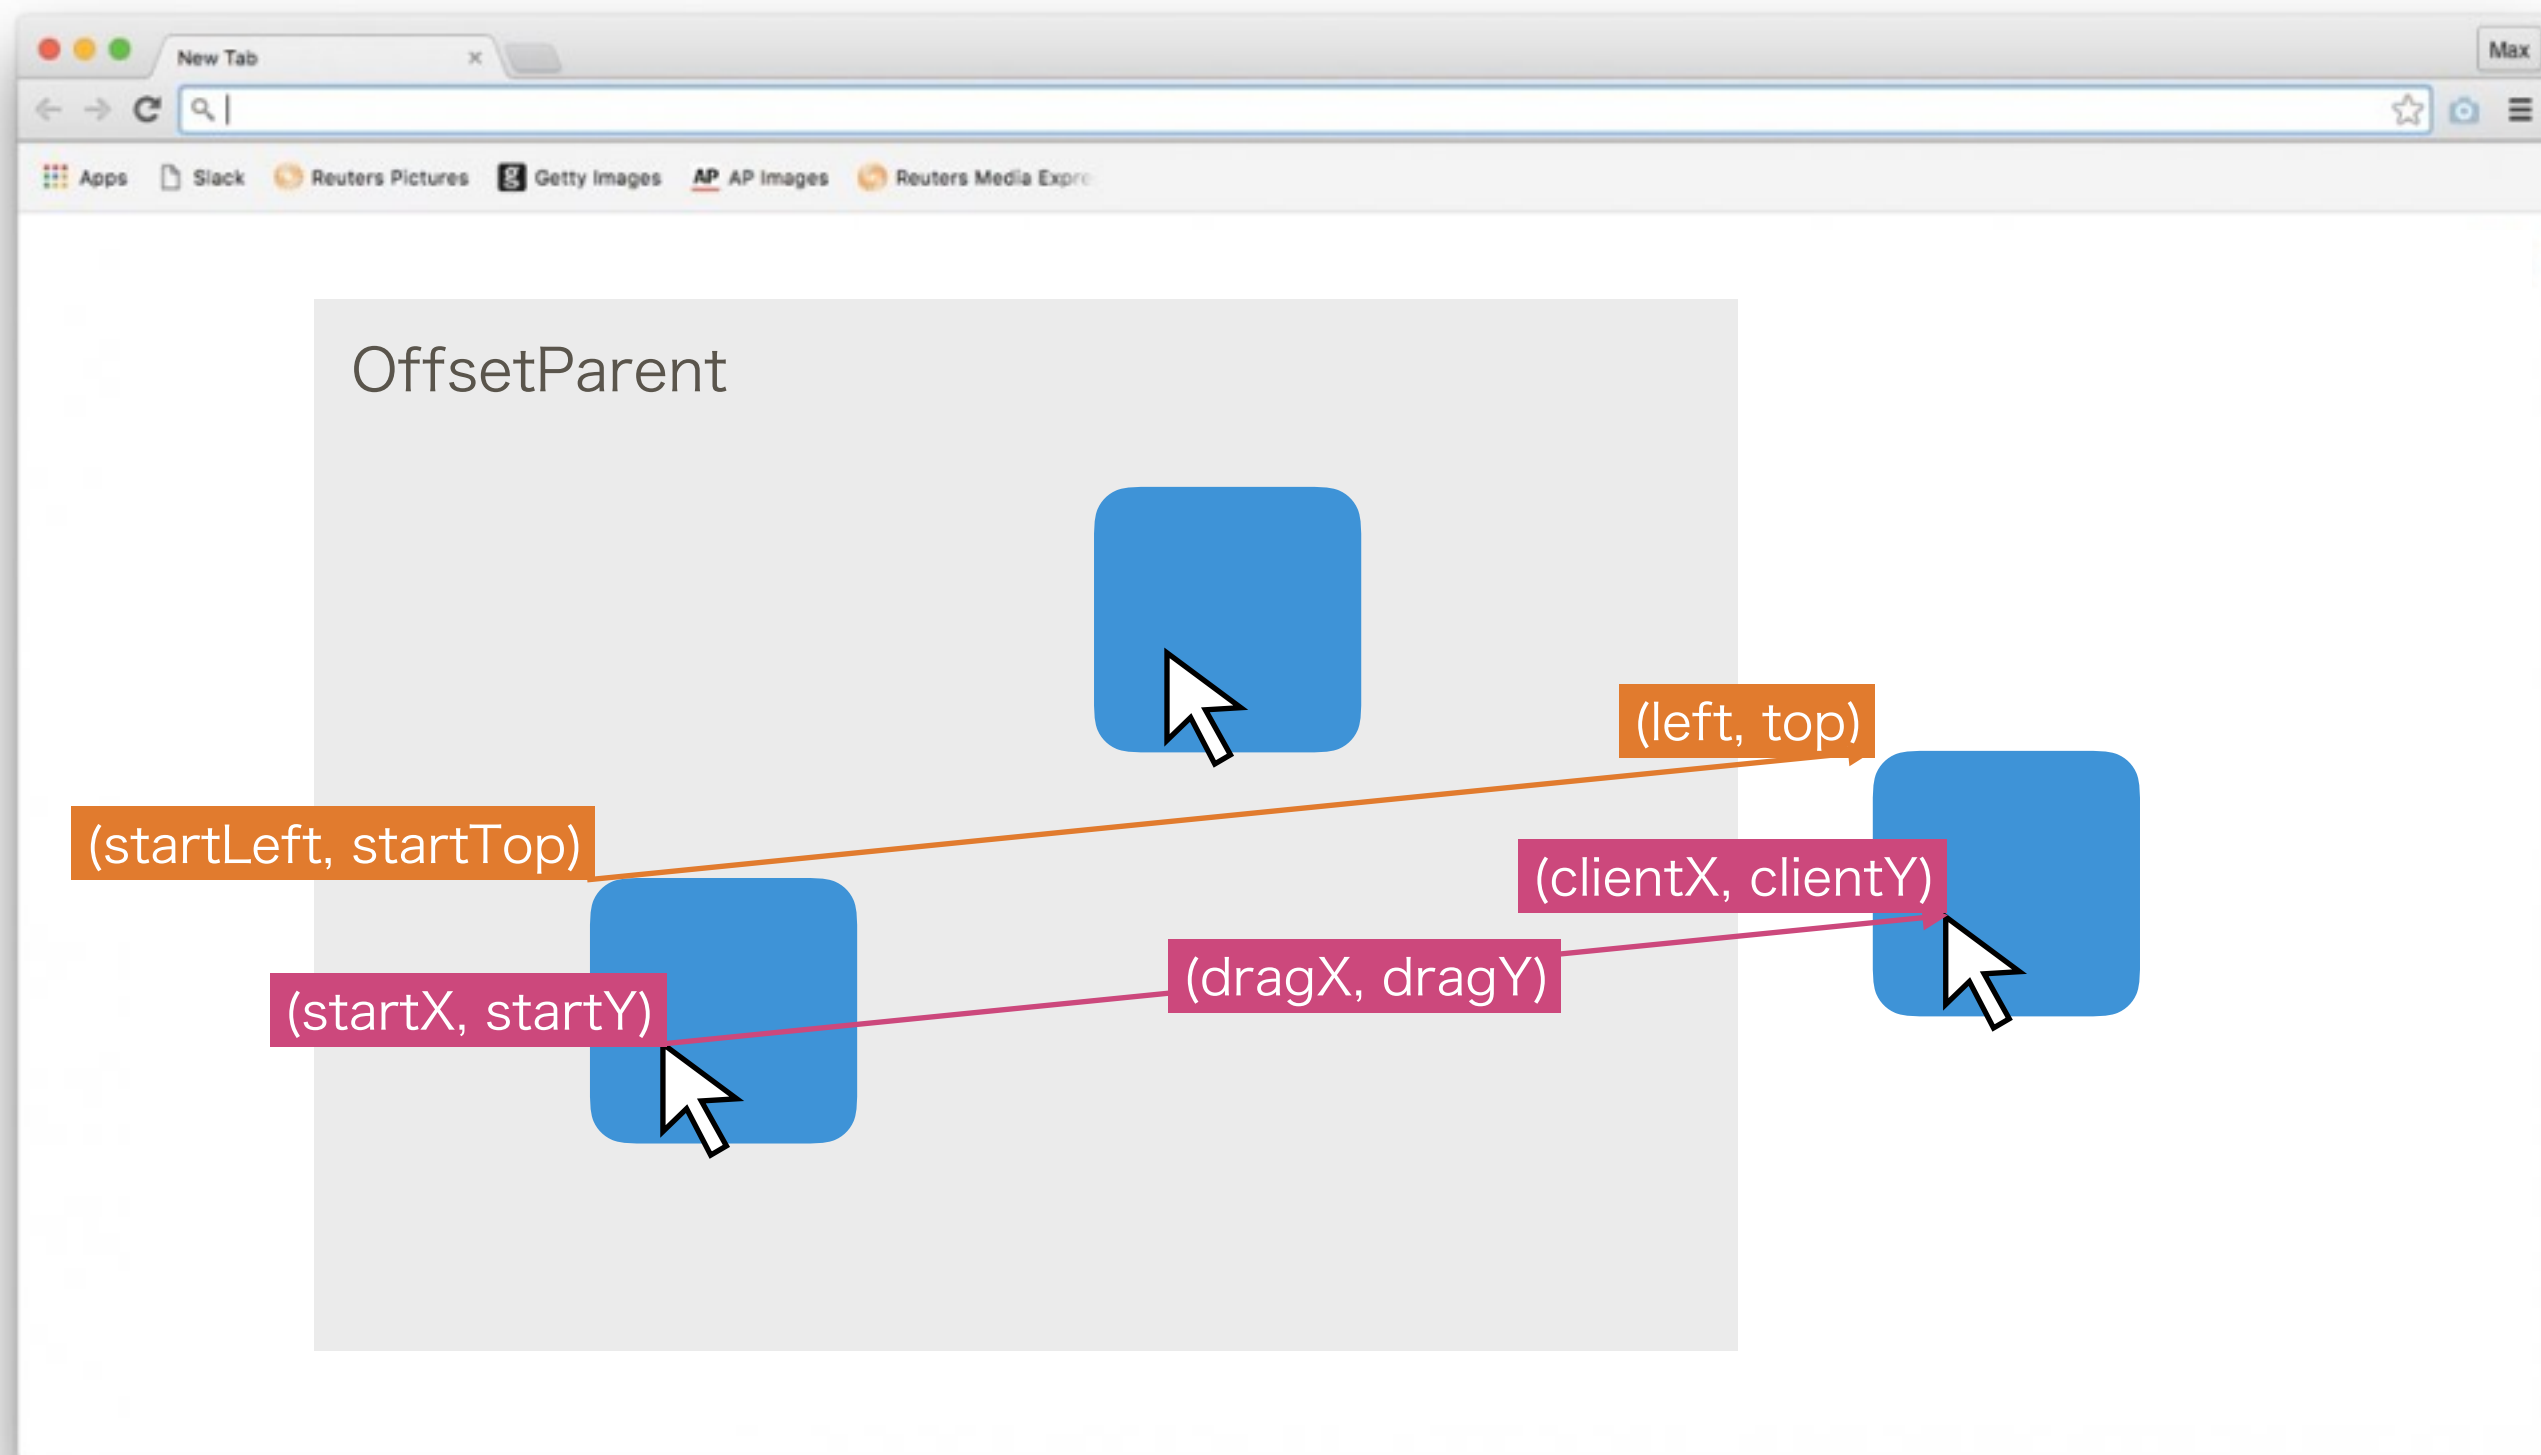 New Tab
Max
Apps Slack Reuters Pictures Getty Images AP AP Images Reuters Media Expre
OffsetParent
(left, top)
(startLeft, startTop)
(clientX, clientY)
(dragX, dragY)
(startX, startY)